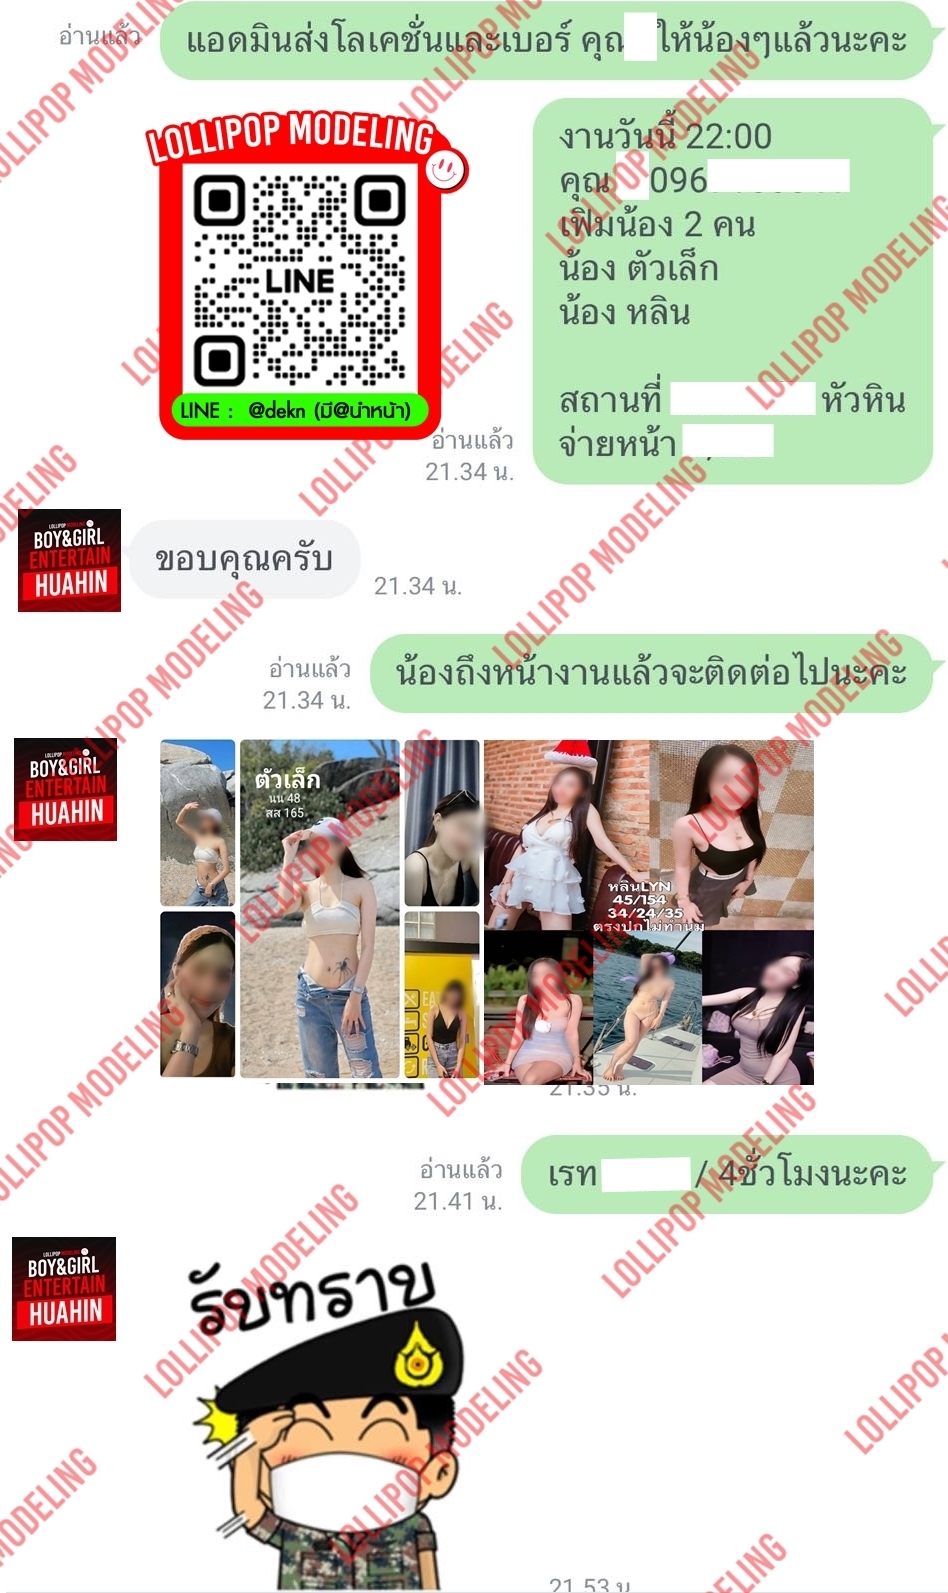 อ่านแล้ว
แอดมินส่งโลเคชั่นและเบอร์ คุณ ให้น้องๆแล้วนะคะ
LOLLIPOP MODELING
LINE
LINE : @dekn (มี@นำหน้า)
งานวันนี้ 22:00
คุณ 096
เฟิมน้อง 2 คน
น้อง ตัวเล็ก
น้อง หลิน
สถานที่ หัวหิน
จ่ายหน้า
อ่านแล้ว
21.34 น.
LOLLIPOP MODELING
BOY&GIRL
ENTERTAIN
HUAHIN
ขอบคุณครับ
21.34 น.
อ่านแล้ว
21.34 น.
น้องถึงหน้างานแล้วจะติดต่อไปนะคะ
LOLLIPOP MODELING
BOY&GIRL
ENTERTAIN
HUAHIN
ตัวเล็ก
นน 48
สส 165
หลินLYN
45/154
34/24/35
ตรงปกไม่ทำนม
21.35 น.
อ่านแล้ว
21.41 น.
เรท / 4ชั่วโมงนะคะ
LOLLIPOP MODELING
BOY&GIRL
ENTERTAIN
HUAHIN
รับทราบ
21.53 น.
LOLLIPOP MODELING